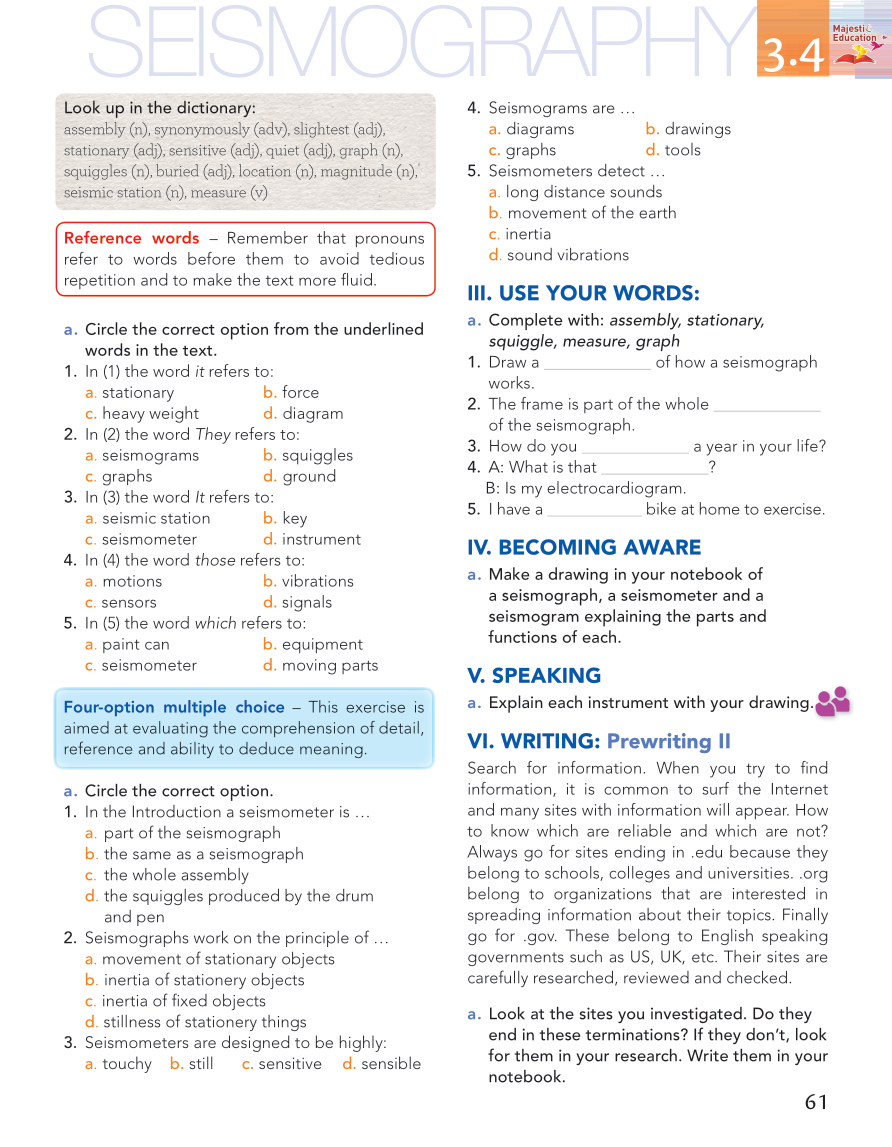 SEISMOGRAPHY
3.4
Majestic
Education
Look up in the dictionary:
assembly (n), synonymously (adv), slightest (adj),
stationary (adj), sensitive (adj), quiet (adj), graph (n),
squiggles (n), buried (adj), location (n), magnitude (n),
seismic station (n), measure (v)
Reference words – Remember that pronouns
refer to words before them to avoid tedious
repetition and to make the text more fluid.
a. Circle the correct option from the underlined
words in the text.
1. In (1) the word it refers to:
a. stationary b. force
c. heavy weight d. diagram
2. In (2) the word They refers to:
a. seismograms b. squiggles
c. graphs d. ground
3. In (3) the word It refers to:
a. seismic station b. key
c. seismometer d. instrument
4. In (4) the word those refers to:
a. motions b. vibrations
c. sensors d. signals
5. In (5) the word which refers to:
a. paint can b. equipment
c. seismometer d. moving parts
Four-option multiple choice – This exercise is
aimed at evaluating the comprehension of detail,
reference and ability to deduce meaning.
a. Circle the correct option.
1. In the Introduction a seismometer is …
a. part of the seismograph
b. the same as a seismograph
c. the whole assembly
d. the squiggles produced by the drum
and pen
2. Seismographs work on the principle of …
a. movement of stationary objects
b. inertia of stationery objects
c. inertia of fixed objects
d. stillness of stationery things
3. Seismometers are designed to be highly:
a. touchy b. still c. sensitive d. sensible
4. Seismograms are …
a. diagrams b. drawings
c. graphs d. tools
5. Seismometers detect …
a. long distance sounds
b. movement of the earth
c. inertia
d. sound vibrations
III. USE YOUR WORDS:
a. Complete with: assembly, stationary,
squiggle, measure, graph
1. Draw a ____________ of how a seismograph
works.
2. The frame is part of the whole ____________
of the seismograph.
3. How do you ____________ a year in your life?
4. A: What is that ____________?
B: Is my electrocardiogram.
5. I have a ___________ bike at home to exercise.
IV. BECOMING AWARE
a. Make a drawing in your notebook of
a seismograph, a seismometer and a
seismogram explaining the parts and
functions of each.
V. SPEAKING
a. Explain each instrument with your drawing.
VI. WRITING: Prewriting II
Search for information. When you try to find
information, it is common to surf the Internet
and many sites with information will appear. How
to know which are reliable and which are not?
Always go for sites ending in .edu because they
belong to schools, colleges and universities. .org
belong to organizations that are interested in
spreading information about their topics. Finally
go for .gov. These belong to English speaking
governments such as US, UK, etc. Their sites are
carefully researched, reviewed and checked.
a. Look at the sites you investigated. Do they
end in these terminations? If they don't, look
for them in your research. Write them in your
notebook.
61